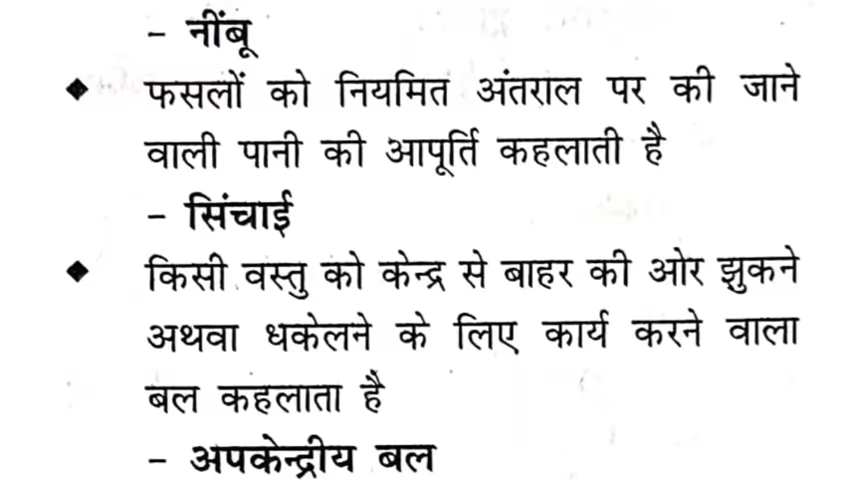 - नींबू
◆ फसलों को नियमित अंतराल पर की जाने
वाली पानी की आपूर्ति कहलाती है
- सिंचाई
◆ किसी वस्तु को केन्द्र से बाहर की ओर झुकने
अथवा धकेलने के लिए कार्य करने वाला
बल कहलाता है
- अपकेन्द्रीय बल